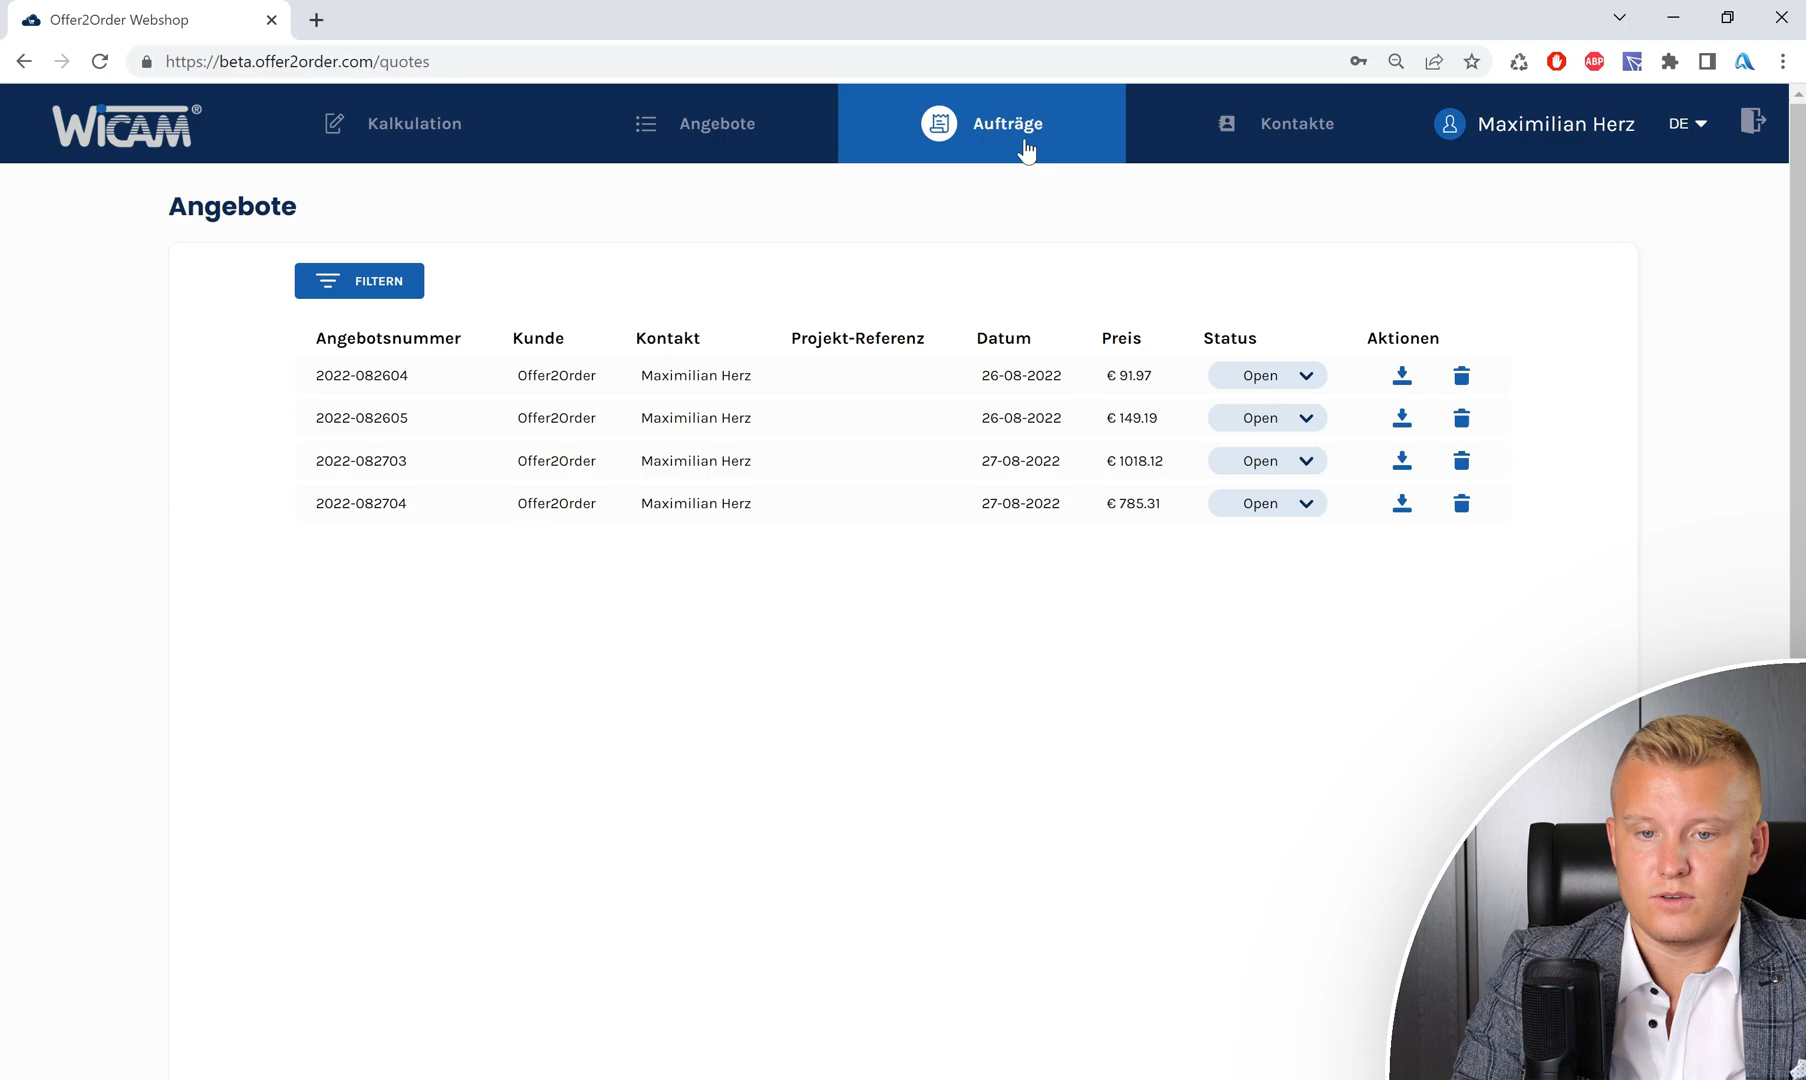 Offer2Order Webshop
https://beta.offer2order.com/quotes
ABP
WiCAM®
Kalkulation
Angebote
Aufträge
Kontakte
Maximilian Herz
DE
Angebote
FILTERN
Angebotsnummer Kunde Kontakt Projekt-Referenz Datum Preis Status Aktionen
2022-082604 Offer2Order Maximilian Herz 26-08-2022 € 91.97 Open
2022-082605 Offer2Order Maximilian Herz 26-08-2022 € 149.19 Open
2022-082703 Offer2Order Maximilian Herz 27-08-2022 € 1018.12 Open
2022-082704 Offer2Order Maximilian Herz 27-08-2022 € 785.31 Open